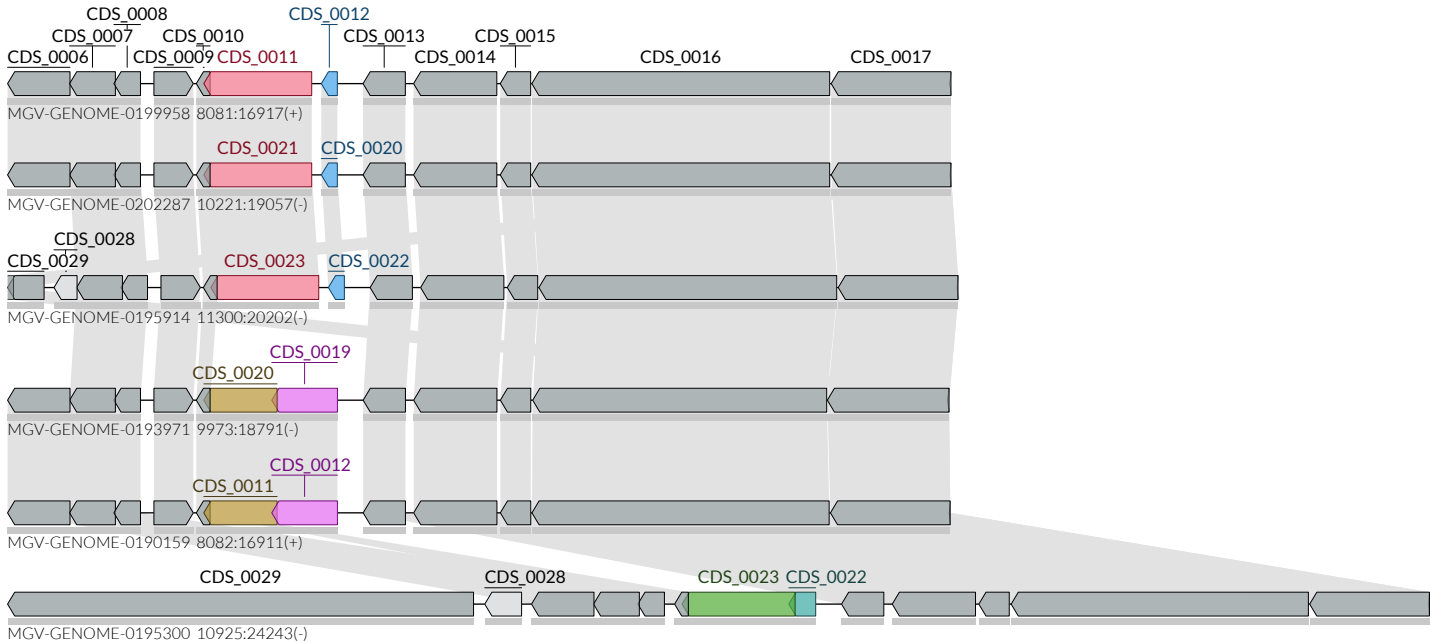 CDS_0008 CDS_0012
CDS_0007 CDS_0010 CDS_0013 CDS_0015
CDS_0006 CDS_0009 CDS_0011 CDS_0014 CDS_0016 CDS_0017
MGV-GENOME-0199958 8081:16917(+)
CDS_0021 CDS_0020
MGV-GENOME-0202287 10221:19057(-)
CDS_0028
CDS_0029 CDS_0023 CDS_0022
MGV-GENOME-0195914 11300:20202(-)
CDS_0019
CDS_0020
MGV-GENOME-0193971 9973:18791(-)
CDS_0012
CDS_0011
MGV-GENOME-0190159 8082:16911(+)
CDS_0029 CDS_0028 CDS_0023 CDS_0022
MGV-GENOME-0195300 10925:24243(-)